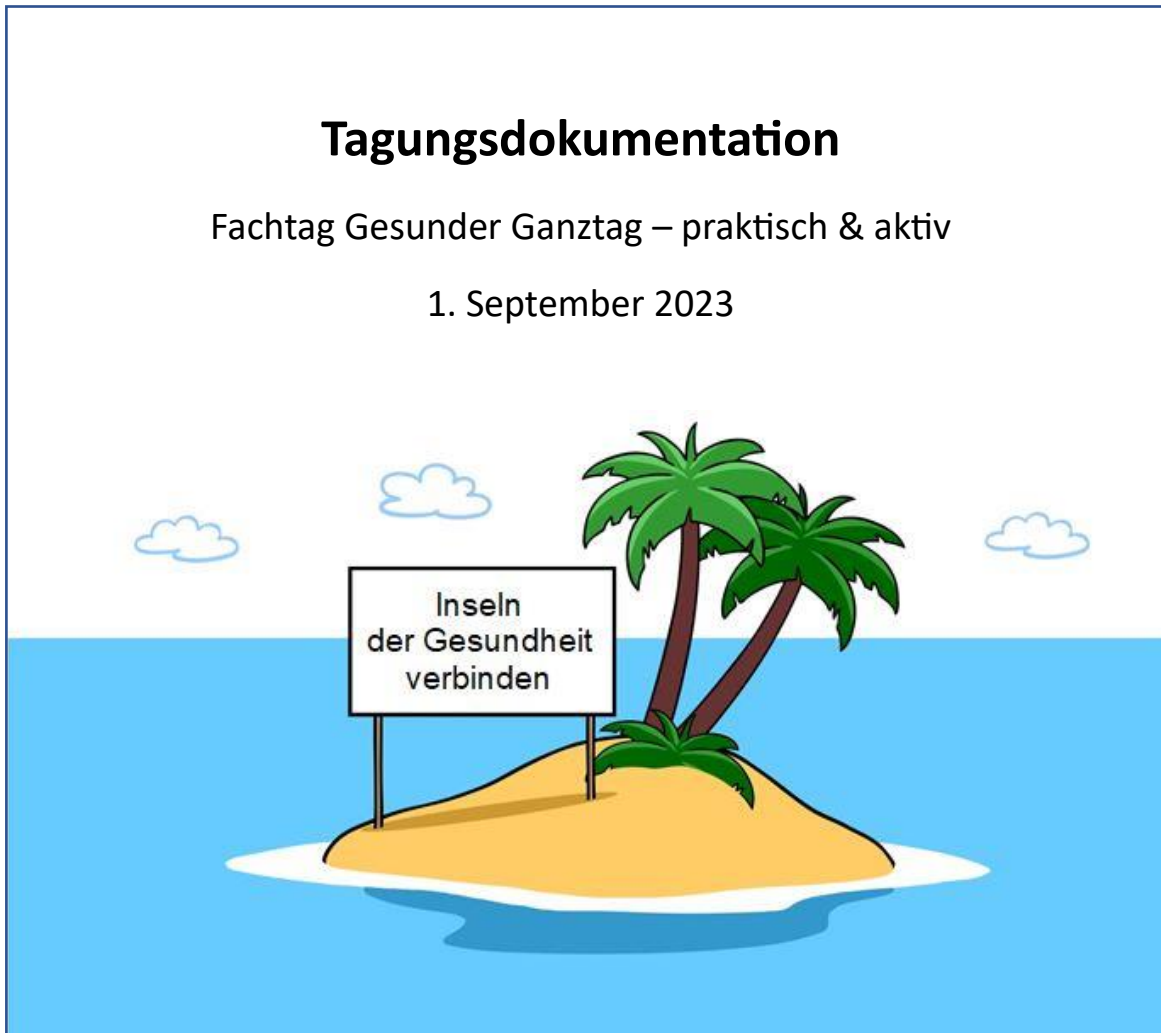 Tagungsdokumentation
Fachtag Gesunder Ganztag – praktisch & aktiv
1. September 2023
Inseln
der Gesundheit
verbinden